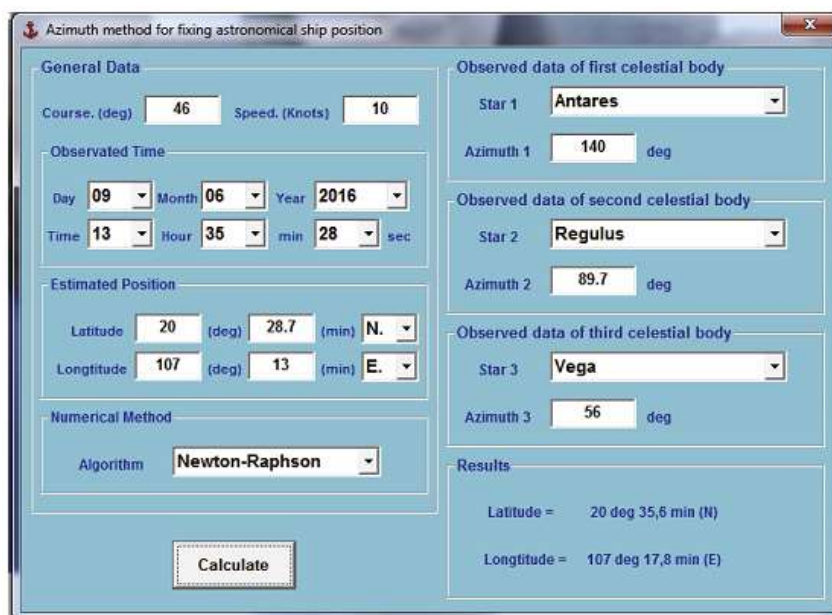 Azimuth method for fixing astronomical ship position
x
General Data
Course. (deg) 46 Speed. (Knots) 10
Observated Time
Day 09 Month 06 Year 2016
Time 13 Hour 35 min 28 sec
Estimated Position
Latitude 20 (deg) 28.7 (min) N.
Longtitude 107 (deg) 13 (min) E.
Numerical Method
Algorithm Newton-Raphson
Calculate
Observed data of first celestial body
Star 1 Antares
Azimuth 1 140 deg
Observed data of second celestial body
Star 2 Regulus
Azimuth 2 89.7 deg
Observed data of third celestial body
Star 3 Vega
Azimuth 3 56 deg
Results
Latitude = 20 deg 35,6 min (N)
Longtitude = 107 deg 17,8 min (E)